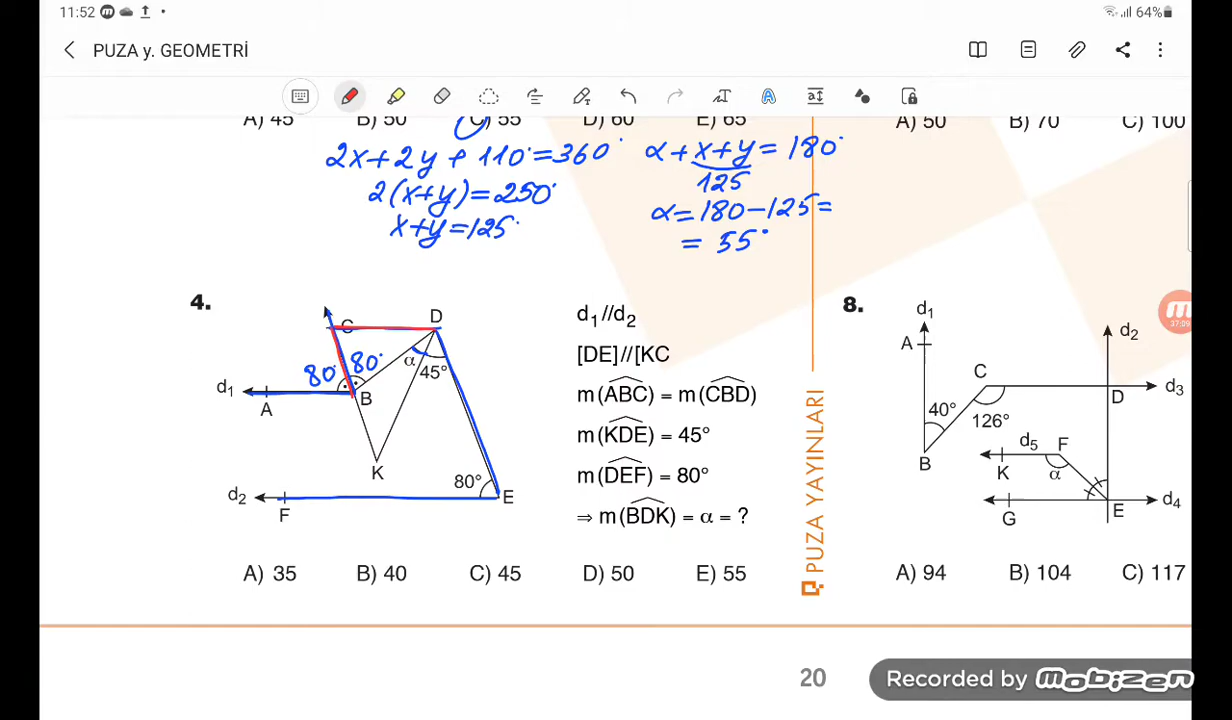 11:52
64%
PUZA y. GEOMETRİ
A) 45 B) 50 C) 55 D) 60 E) 65
2x+2y+110°=360°
2(x+y)=250°
x+y=125°
α+x+y=180°
125
α=180-125=
= 55°
4.
C
D
80°
80°
α
45°
d1
A
B
K
80°
d2
F
E
d1//d2
[DE]//[KC
m(ABC) = m(CBD)
m(KDE) = 45°
m(DEF) = 80°
⇒ m(BDK) = α = ?
A) 35 B) 40 C) 45 D) 50 E) 55
PUZA YAYINLARI
A) 50 B) 70 C) 100
8.
d1
d2
A
C
d3
D
40°
126°
B
d5
F
K
α
d4
G
E
A) 94 B) 104 C) 117
37:09
20
Recorded by mobizen